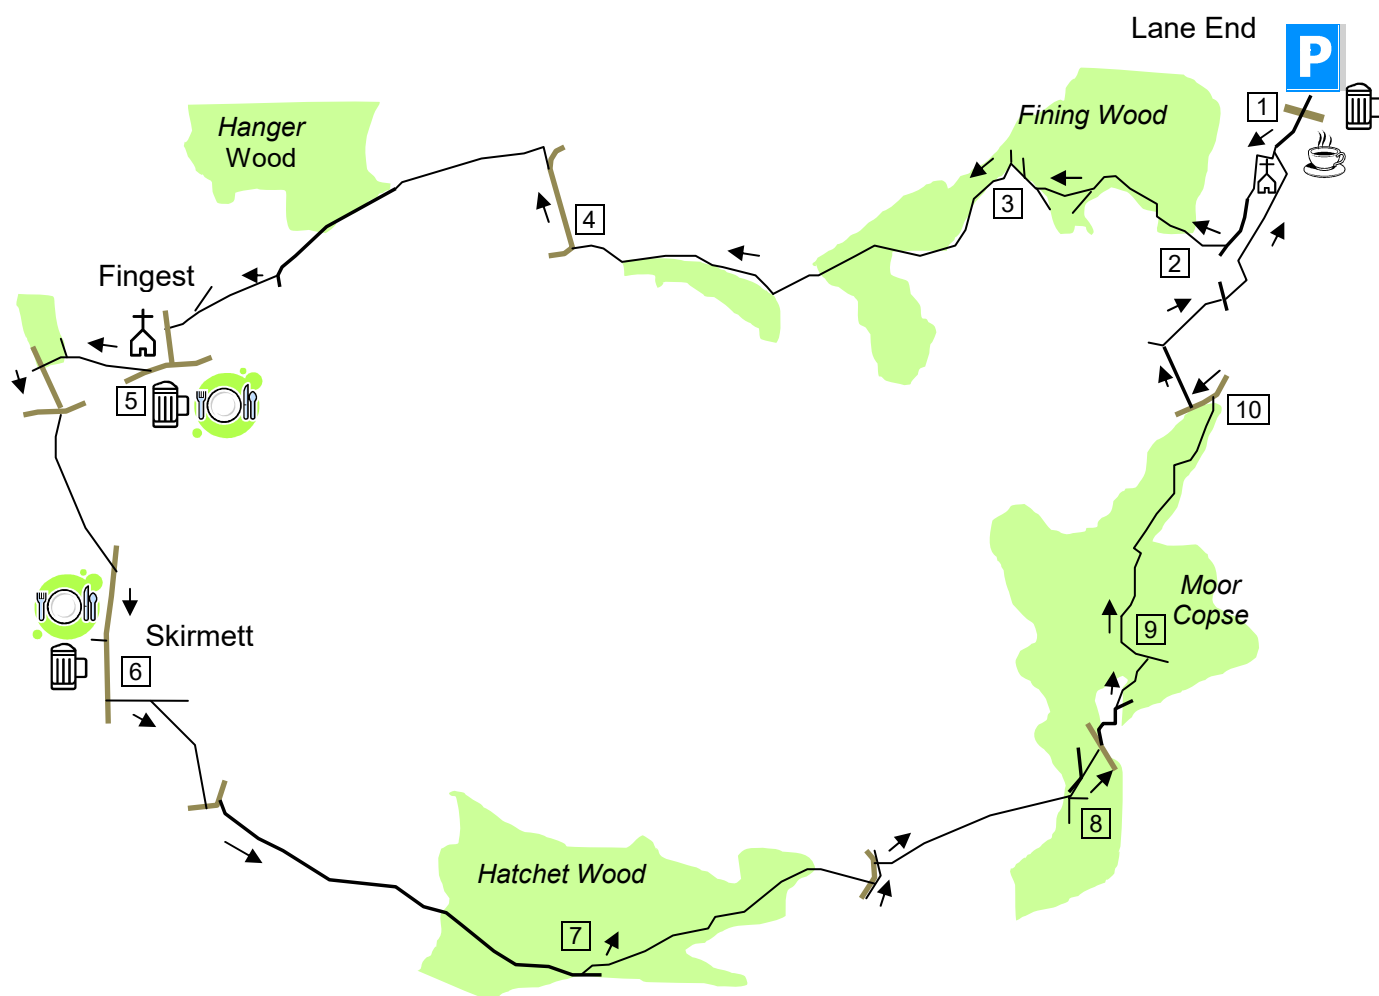 Lane End
P
1
Hanger
Wood
Fining Wood
3
4
2
Fingest
5
10
Skirmett
6
Moor
Copse
9
8
Hatchet Wood
7